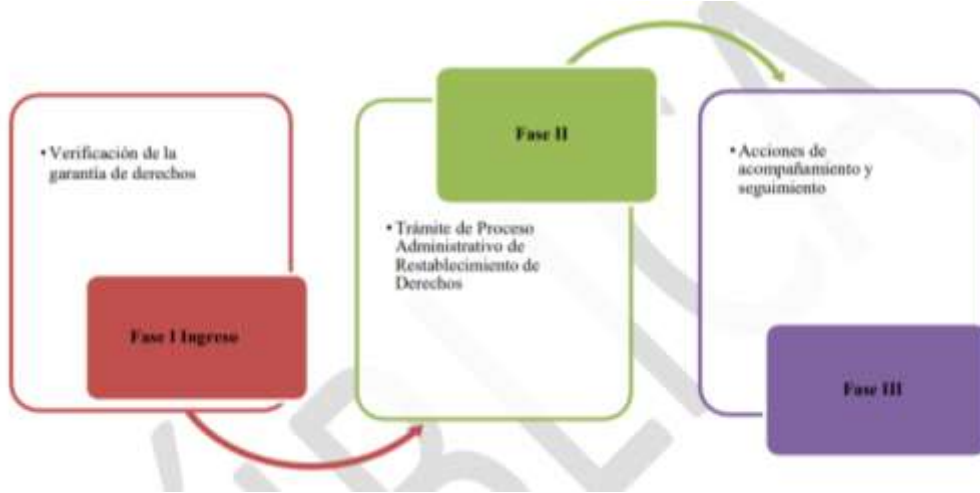 • Verificación de la
garantía de derechos
Fase I Ingreso
Fase II
• Trámite de Proceso
Administrativo de
Restablecimiento de
Derechos
• Acciones de
acompañamiento y
seguimiento
Fase III